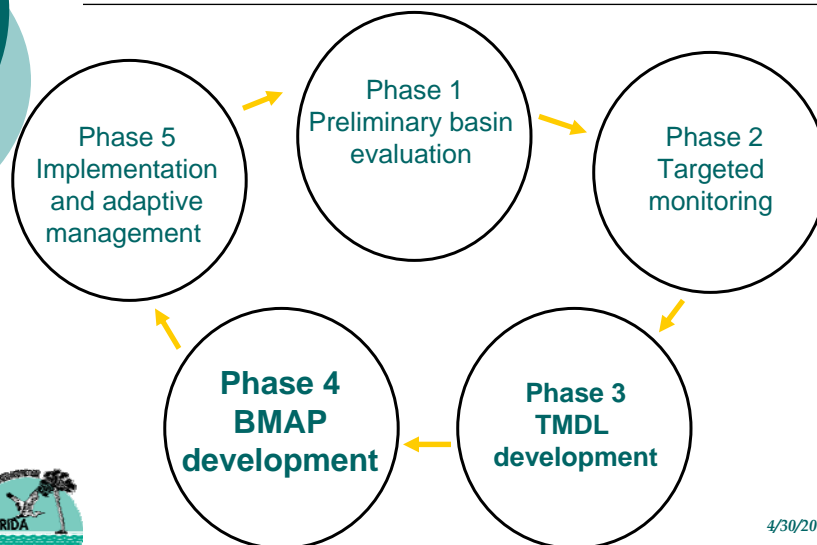 Phase 1
Preliminary basin
evaluation
Phase 2
Targeted
monitoring
Phase 3
TMDL
development
Phase 4
BMAP
development
Phase 5
Implementation
and adaptive
management
RIDA
4/30/20